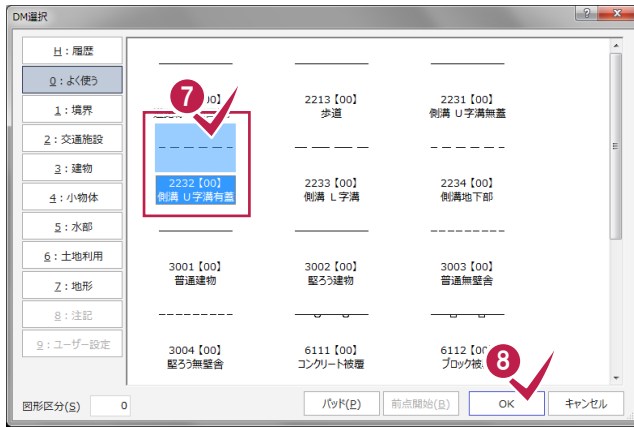 DM選択
H：履歴
0：よく使う
1：境界
2：交通施設
3：建物
4：小物体
5：水部
6：土地利用
7：地形
8：注記
9：ユーザー設定
7
2213【00】
歩道
2231【00】
側溝 U字溝無蓋
2232【00】
側溝 U字溝有蓋
2233【00】
側溝 L字溝
2234【00】
側溝地下部
3001【00】
普通建物
3002【00】
堅ろう建物
3003【00】
普通無壁舎
3004【00】
堅ろう無壁舎
6111【00】
コンクリート被覆
6112【00
ブロック被
8
図形区分(S)
0
パッド(P)
前点開始(B)
OK
キャンセル